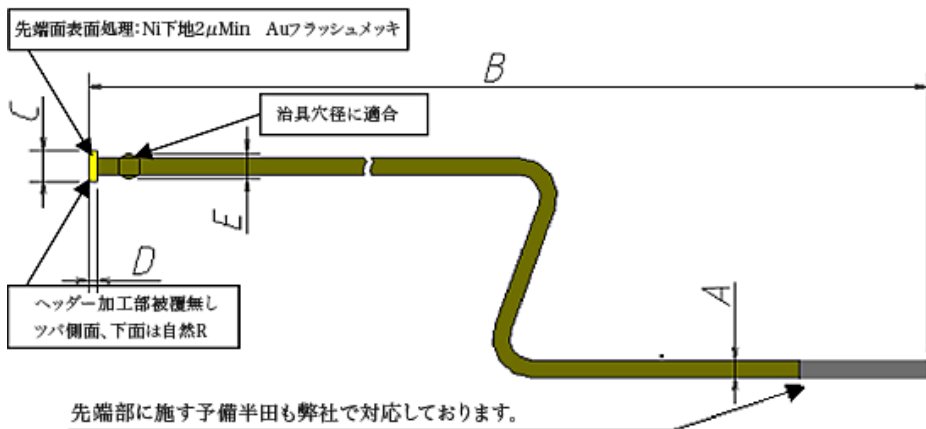 先端面表面処理:Ni下地2μMin Auフラッシュメッキ
B
C
治具穴径に適合
E
D
ヘッダー加工部被覆無し
ツバ側面、下面は自然R
A
先端部に施す予備半田も弊社で対応しております。